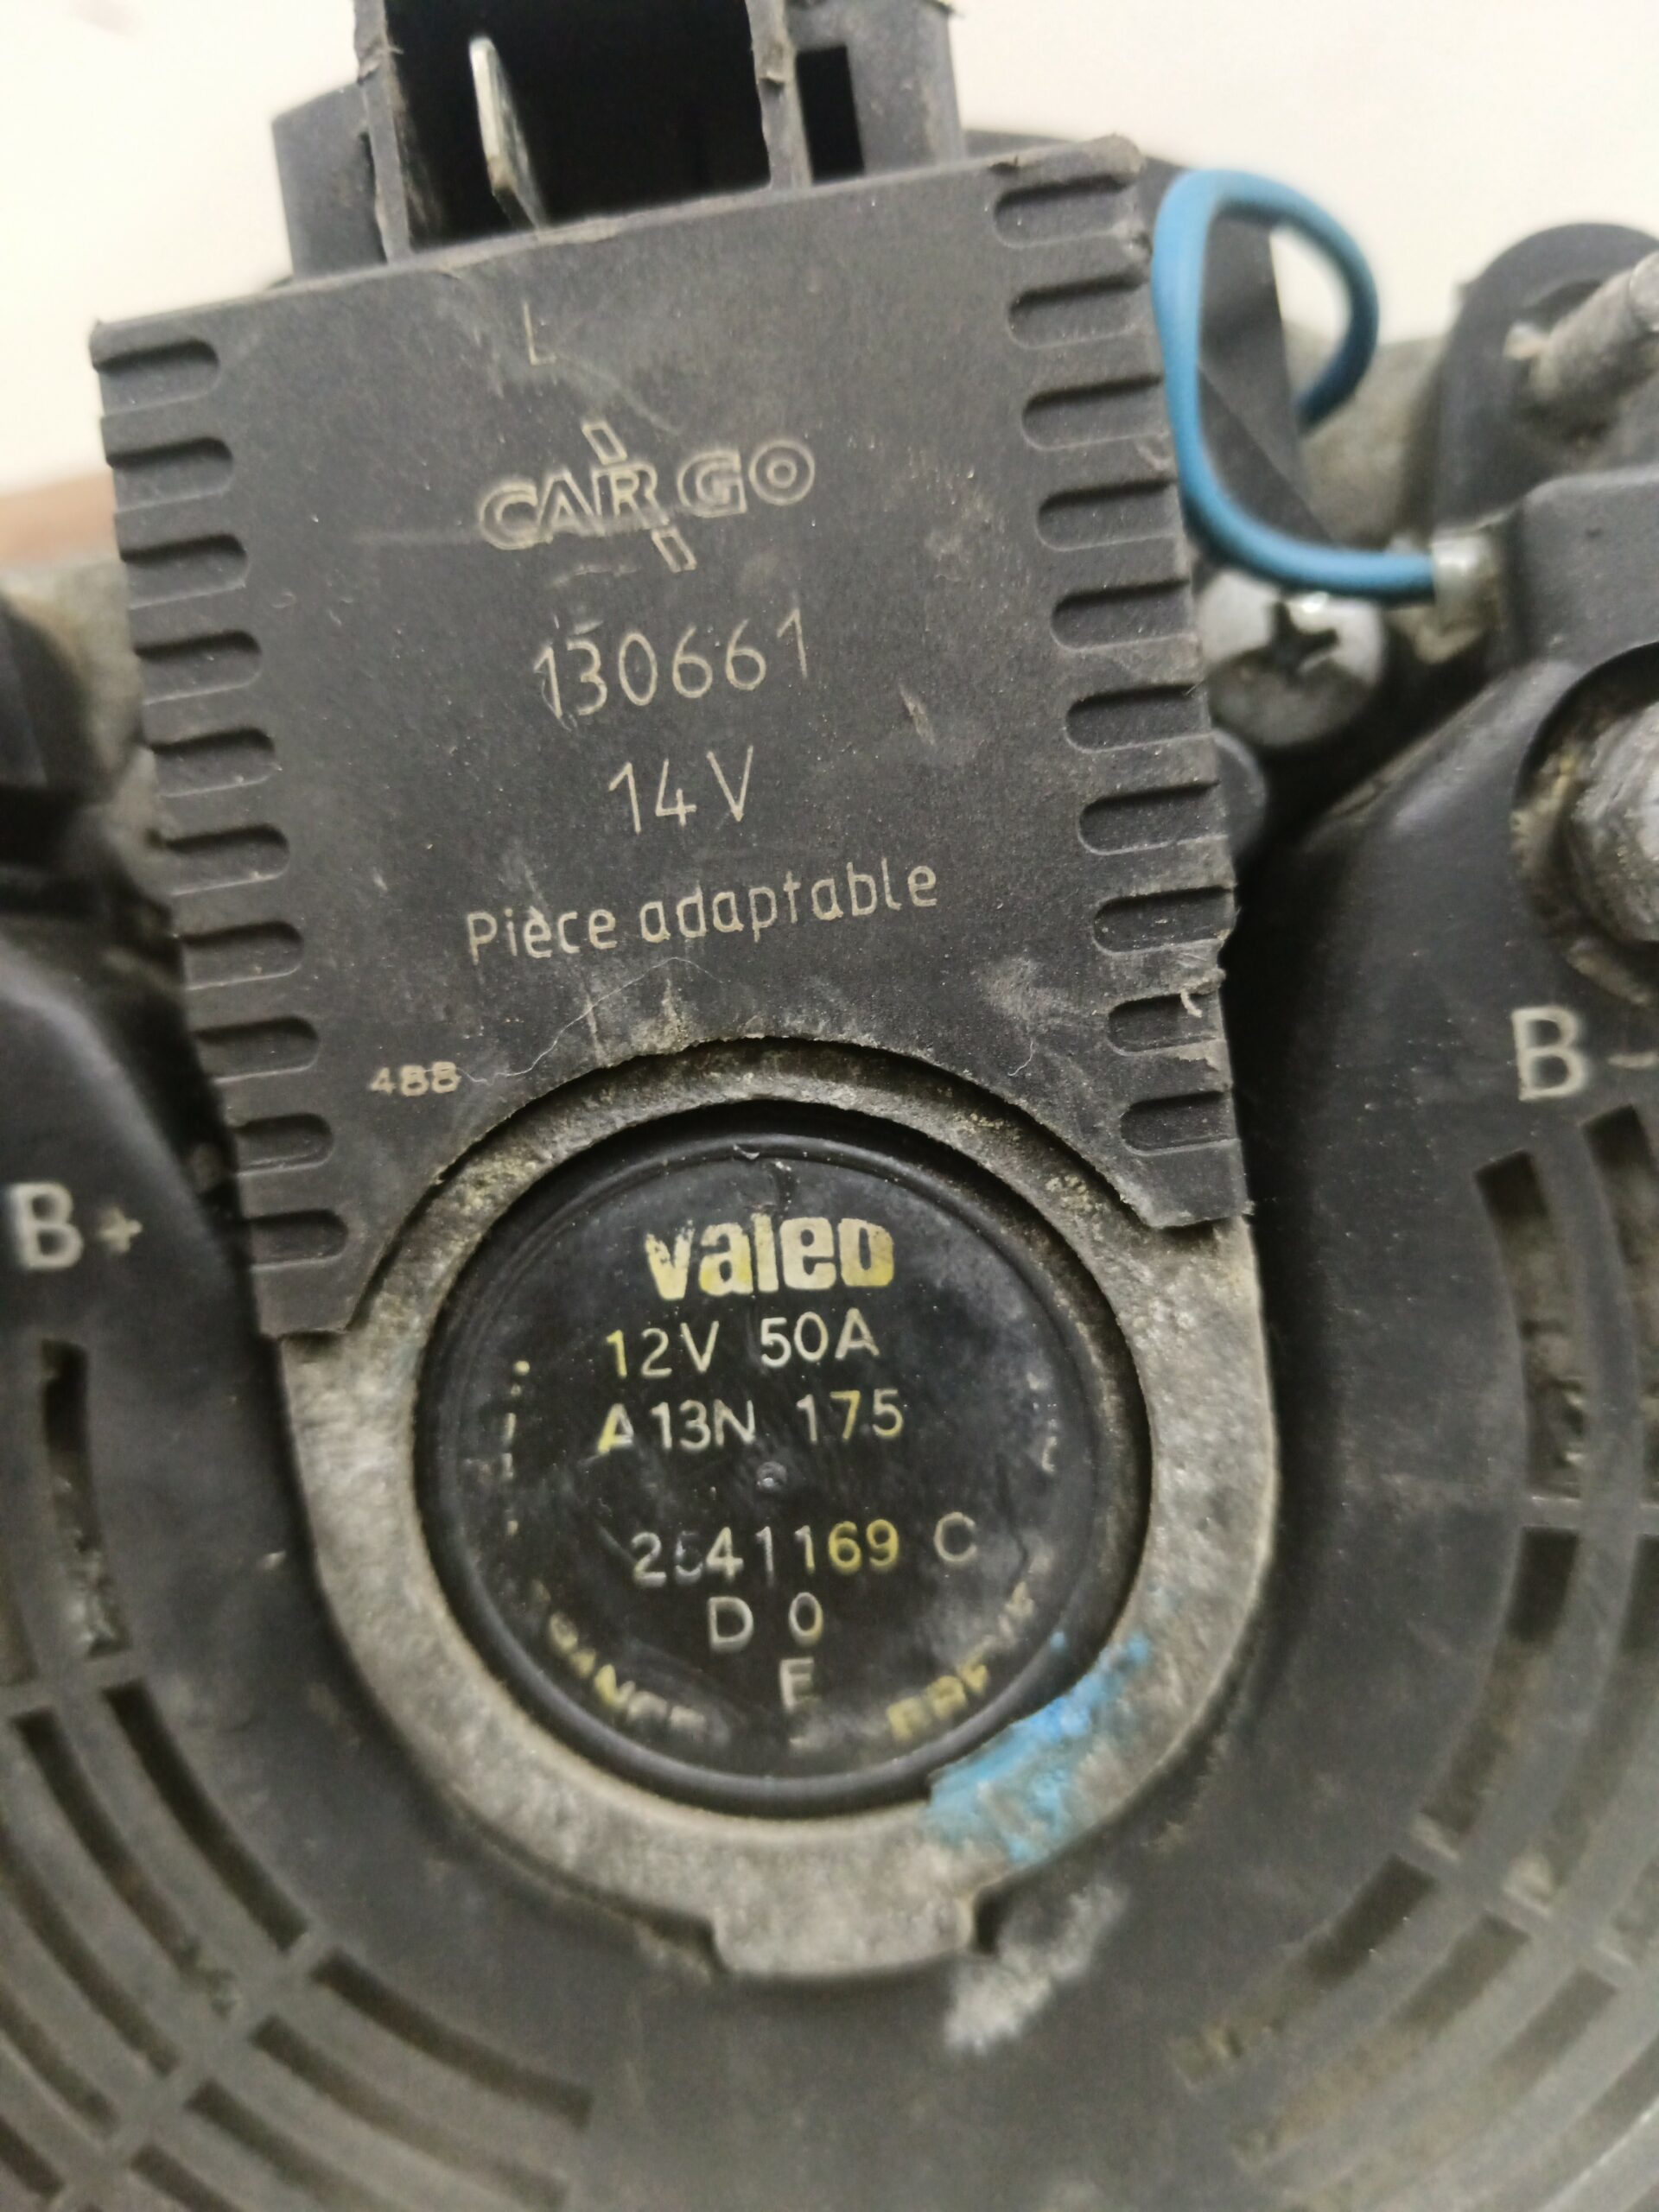 L
CARGO
130661
14V
Pièce adaptable
488
B-
B+
valeo
12V 50A
A13N 175
2541169 C
D 0
E